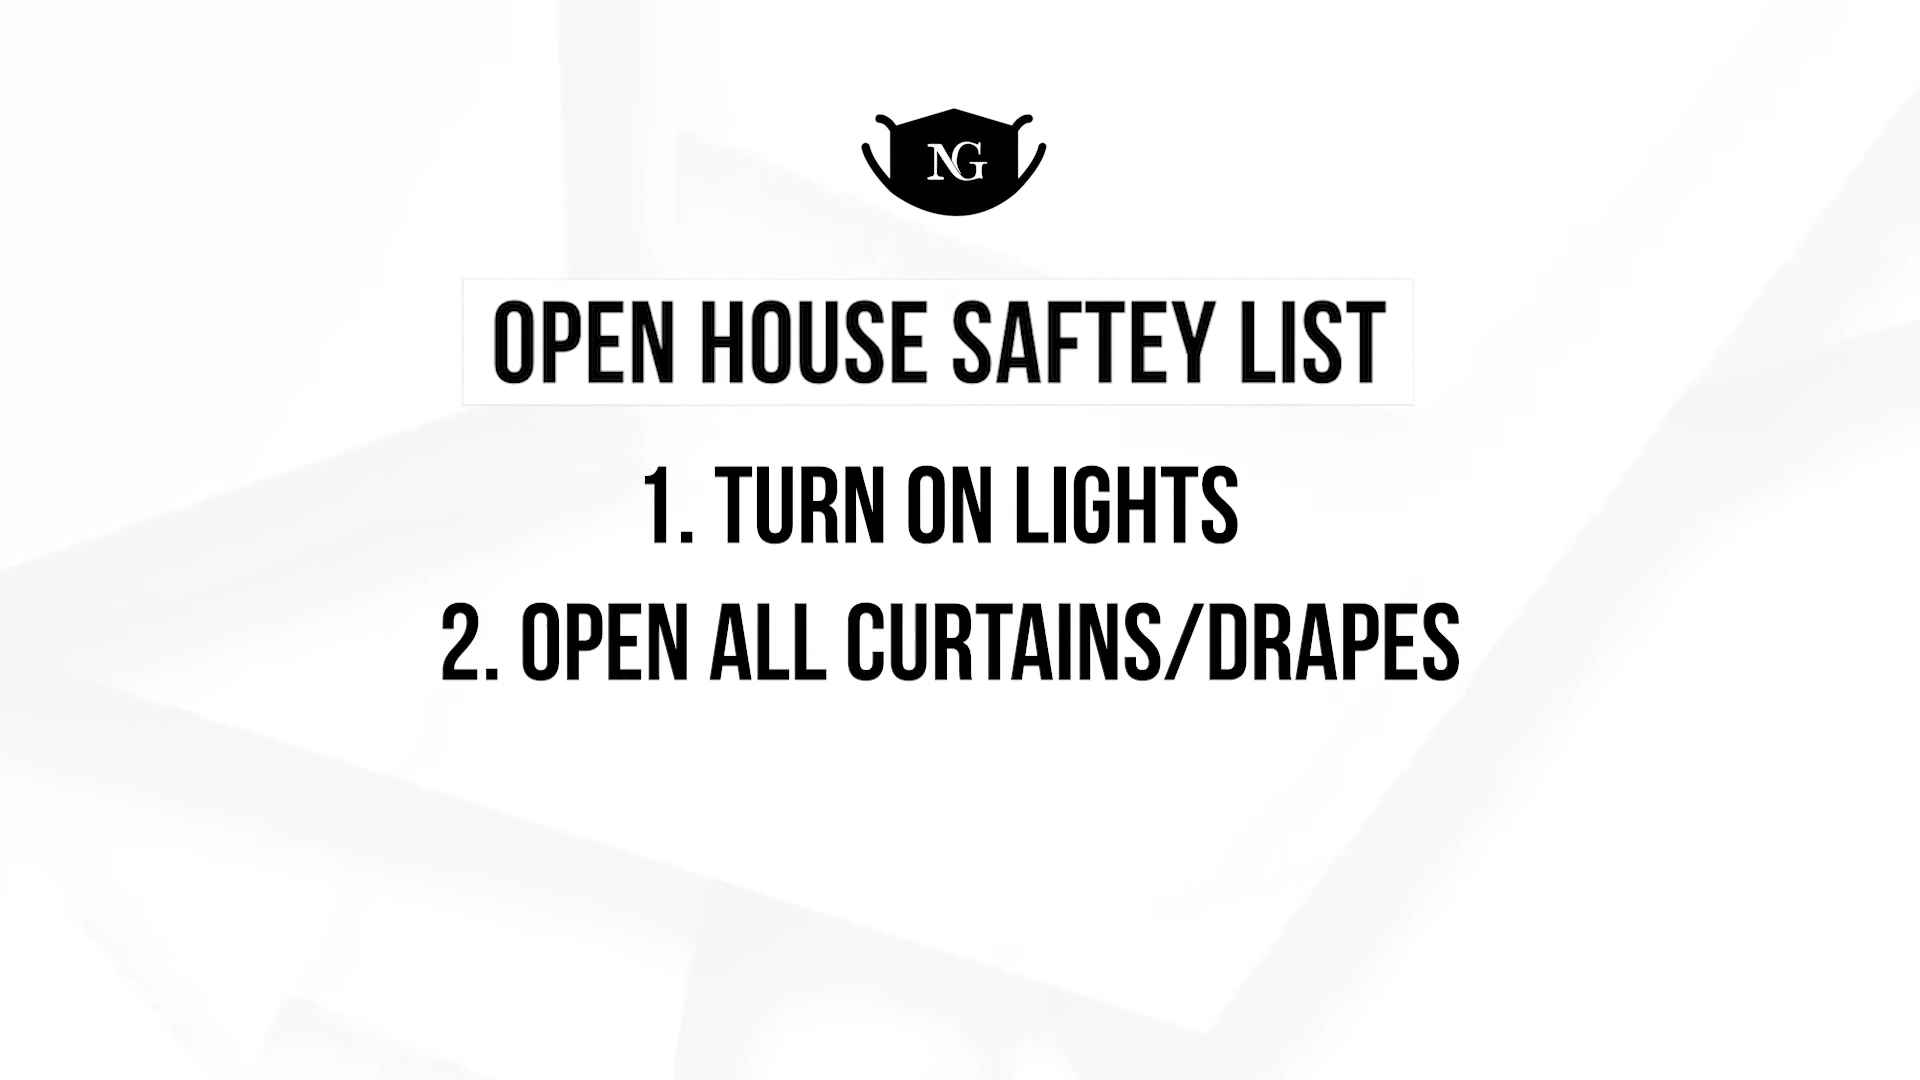 NG
OPEN HOUSE SAFTEY LIST
1. TURN ON LIGHTS
2. OPEN ALL CURTAINS/DRAPES